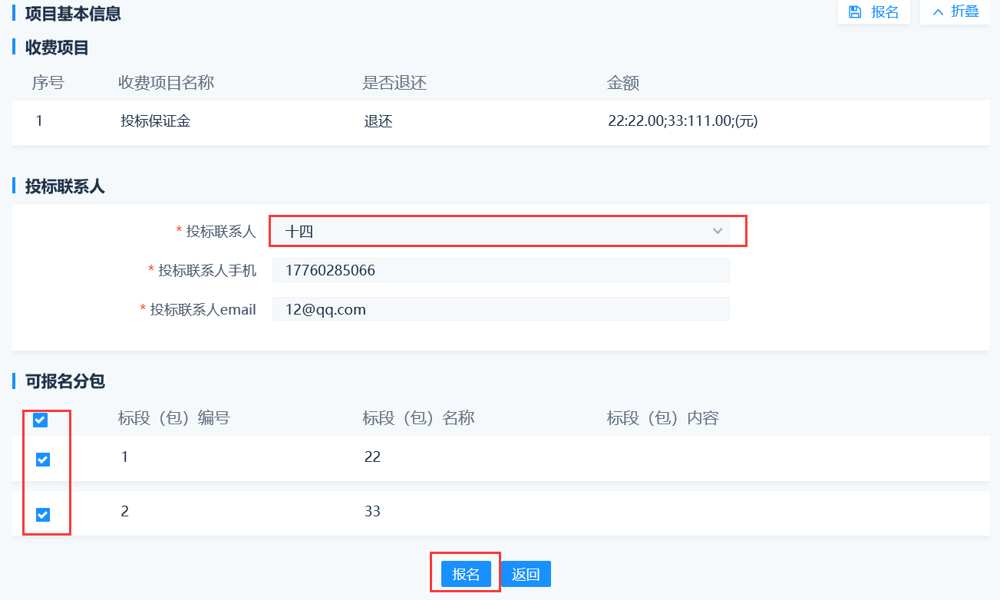 项目基本信息 报名 折叠
收费项目
序号 收费项目名称 是否退还 金额
1 投标保证金 退还 22:22.00;33:111.00;(元)
投标联系人
* 投标联系人 十四
* 投标联系人手机 17760285066
* 投标联系人email 12@qq.com
可报名分包
标段（包）编号 标段（包）名称 标段（包）内容
1 22
2 33
报名 返回